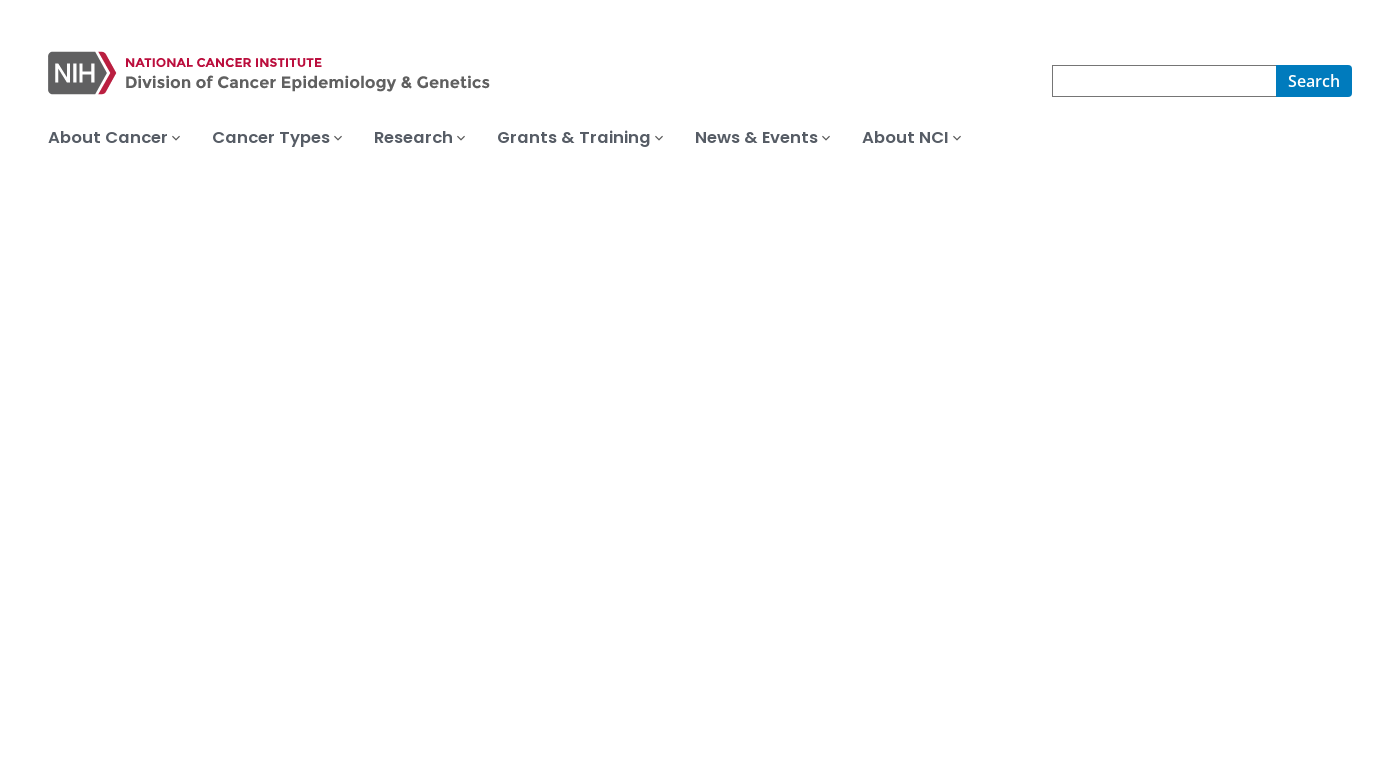 NIH
NATIONAL CANCER INSTITUTE
Division of Cancer Epidemiology & Genetics
Search
About Cancer
Cancer Types
Research
Grants & Training
News & Events
About NCI